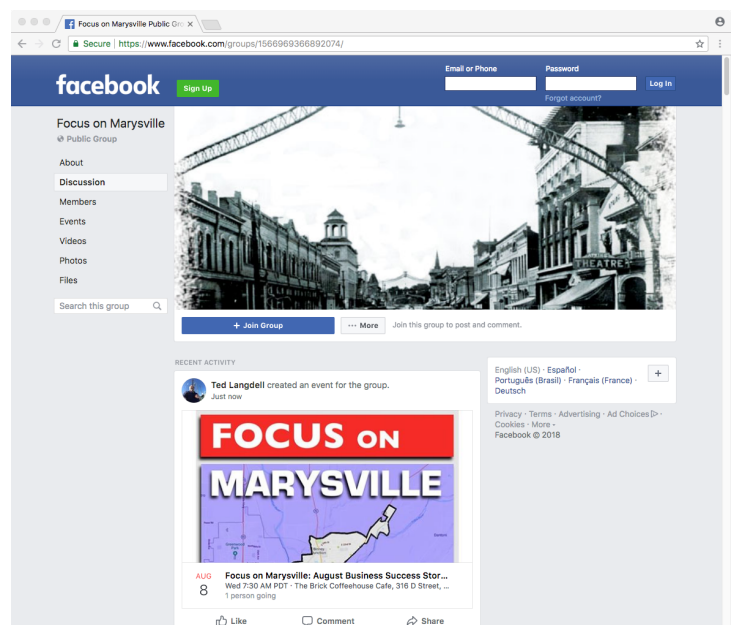 Focus on Marysville Public Gro
Secure | https://www.facebook.com/groups/1566969366892074/
Email or Phone
Password
facebook
Sign Up
Log In
Forgot account?
Focus on Marysville
Public Group
About
Discussion
Members
Events
Videos
Photos
Files
Search this group
THEATRE
+ Join Group
··· More
Join this group to post and comment.
RECENT ACTIVITY
Ted Langdell created an event for the group.
Just now
FOCUS ON
MARYSVILLE
AUG
8
Focus on Marysville: August Business Success Stor...
Wed 7:30 AM PDT · The Brick Coffeehouse Cafe, 316 D Street, ...
1 person going
Like
Comment
Share
English (US) · Español ·
Português (Brasil) · Français (France) ·
Deutsch
+
Privacy · Terms · Advertising · Ad Choices ·
Cookies · More
Facebook © 2018